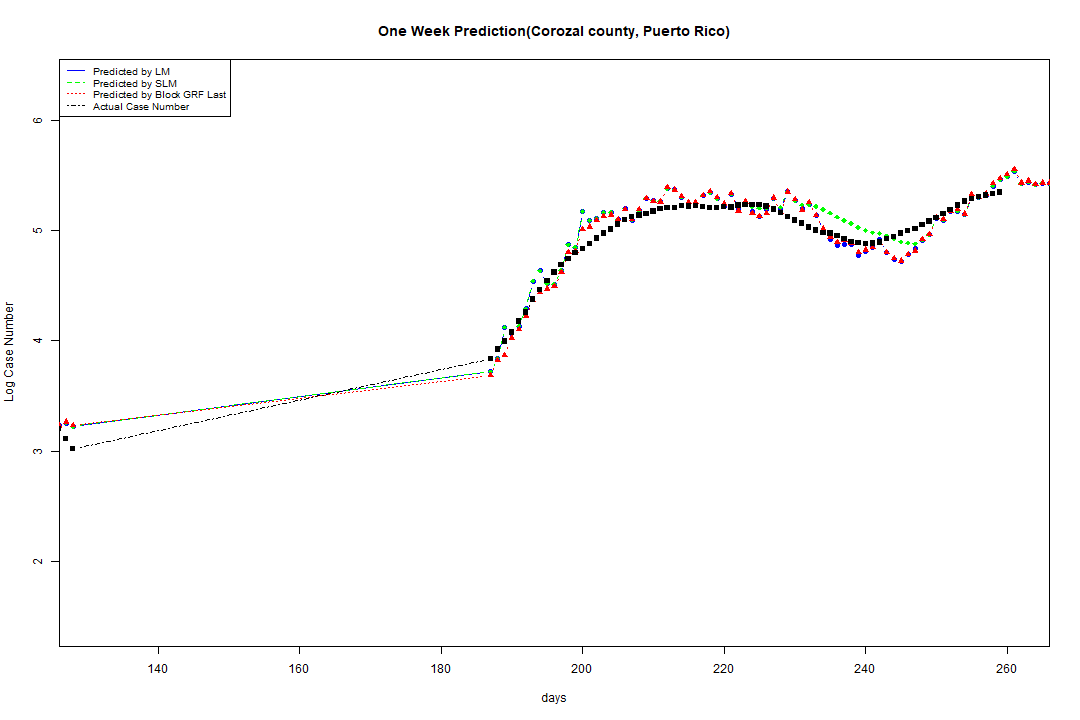 One Week Prediction(Corozal county, Puerto Rico)
Predicted by LM
Predicted by SLM
Predicted by Block GRF Last
Actual Case Number
6
5
4
3
2
Log Case Number
140 160 180 200 220 240 260
days